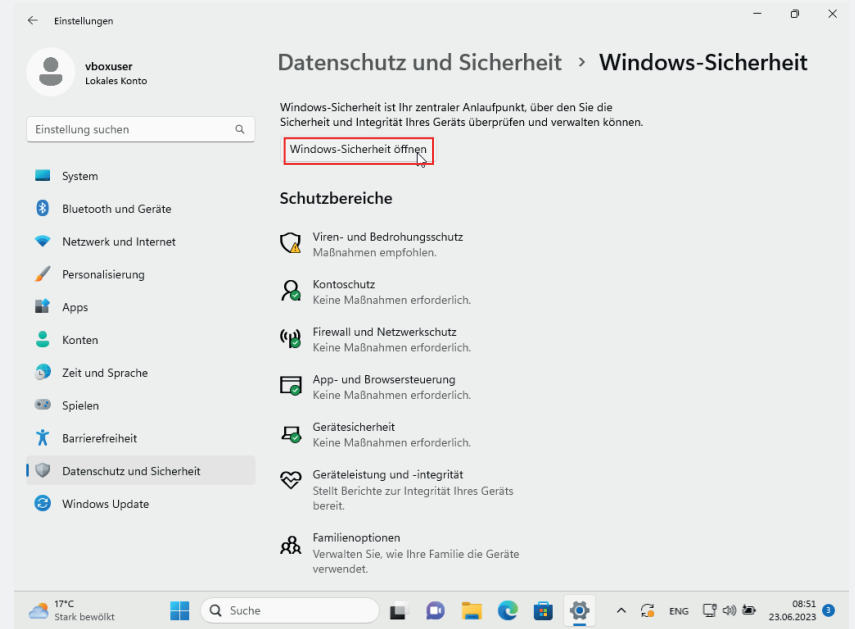 Einstellungen
vboxuser
Lokales Konto
Einstellung suchen
System
Bluetooth und Geräte
Netzwerk und Internet
Personalisierung
Apps
Konten
Zeit und Sprache
Spielen
Barrierefreiheit
Datenschutz und Sicherheit
Windows Update
Datenschutz und Sicherheit › Windows-Sicherheit
Windows-Sicherheit ist Ihr zentraler Anlaufpunkt, über den Sie die
Sicherheit und Integrität Ihres Geräts überprüfen und verwalten können.
Windows-Sicherheit öffnen
Schutzbereiche
Viren- und Bedrohungsschutz
Maßnahmen empfohlen.
Kontoschutz
Keine Maßnahmen erforderlich.
Firewall und Netzwerkschutz
Keine Maßnahmen erforderlich.
App- und Browsersteuerung
Keine Maßnahmen erforderlich.
Gerätesicherheit
Keine Maßnahmen erforderlich.
Geräteleistung und -integrität
Stellt Berichte zur Integrität Ihres Geräts
bereit.
Familienoptionen
Verwalten Sie, wie Ihre Familie die Geräte
verwendet.
17°C
Stark bewölkt
Suche
ENG
08:51
23.06.2023
3